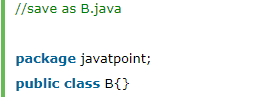 //save as B.java
package javatpoint;
public class B{}